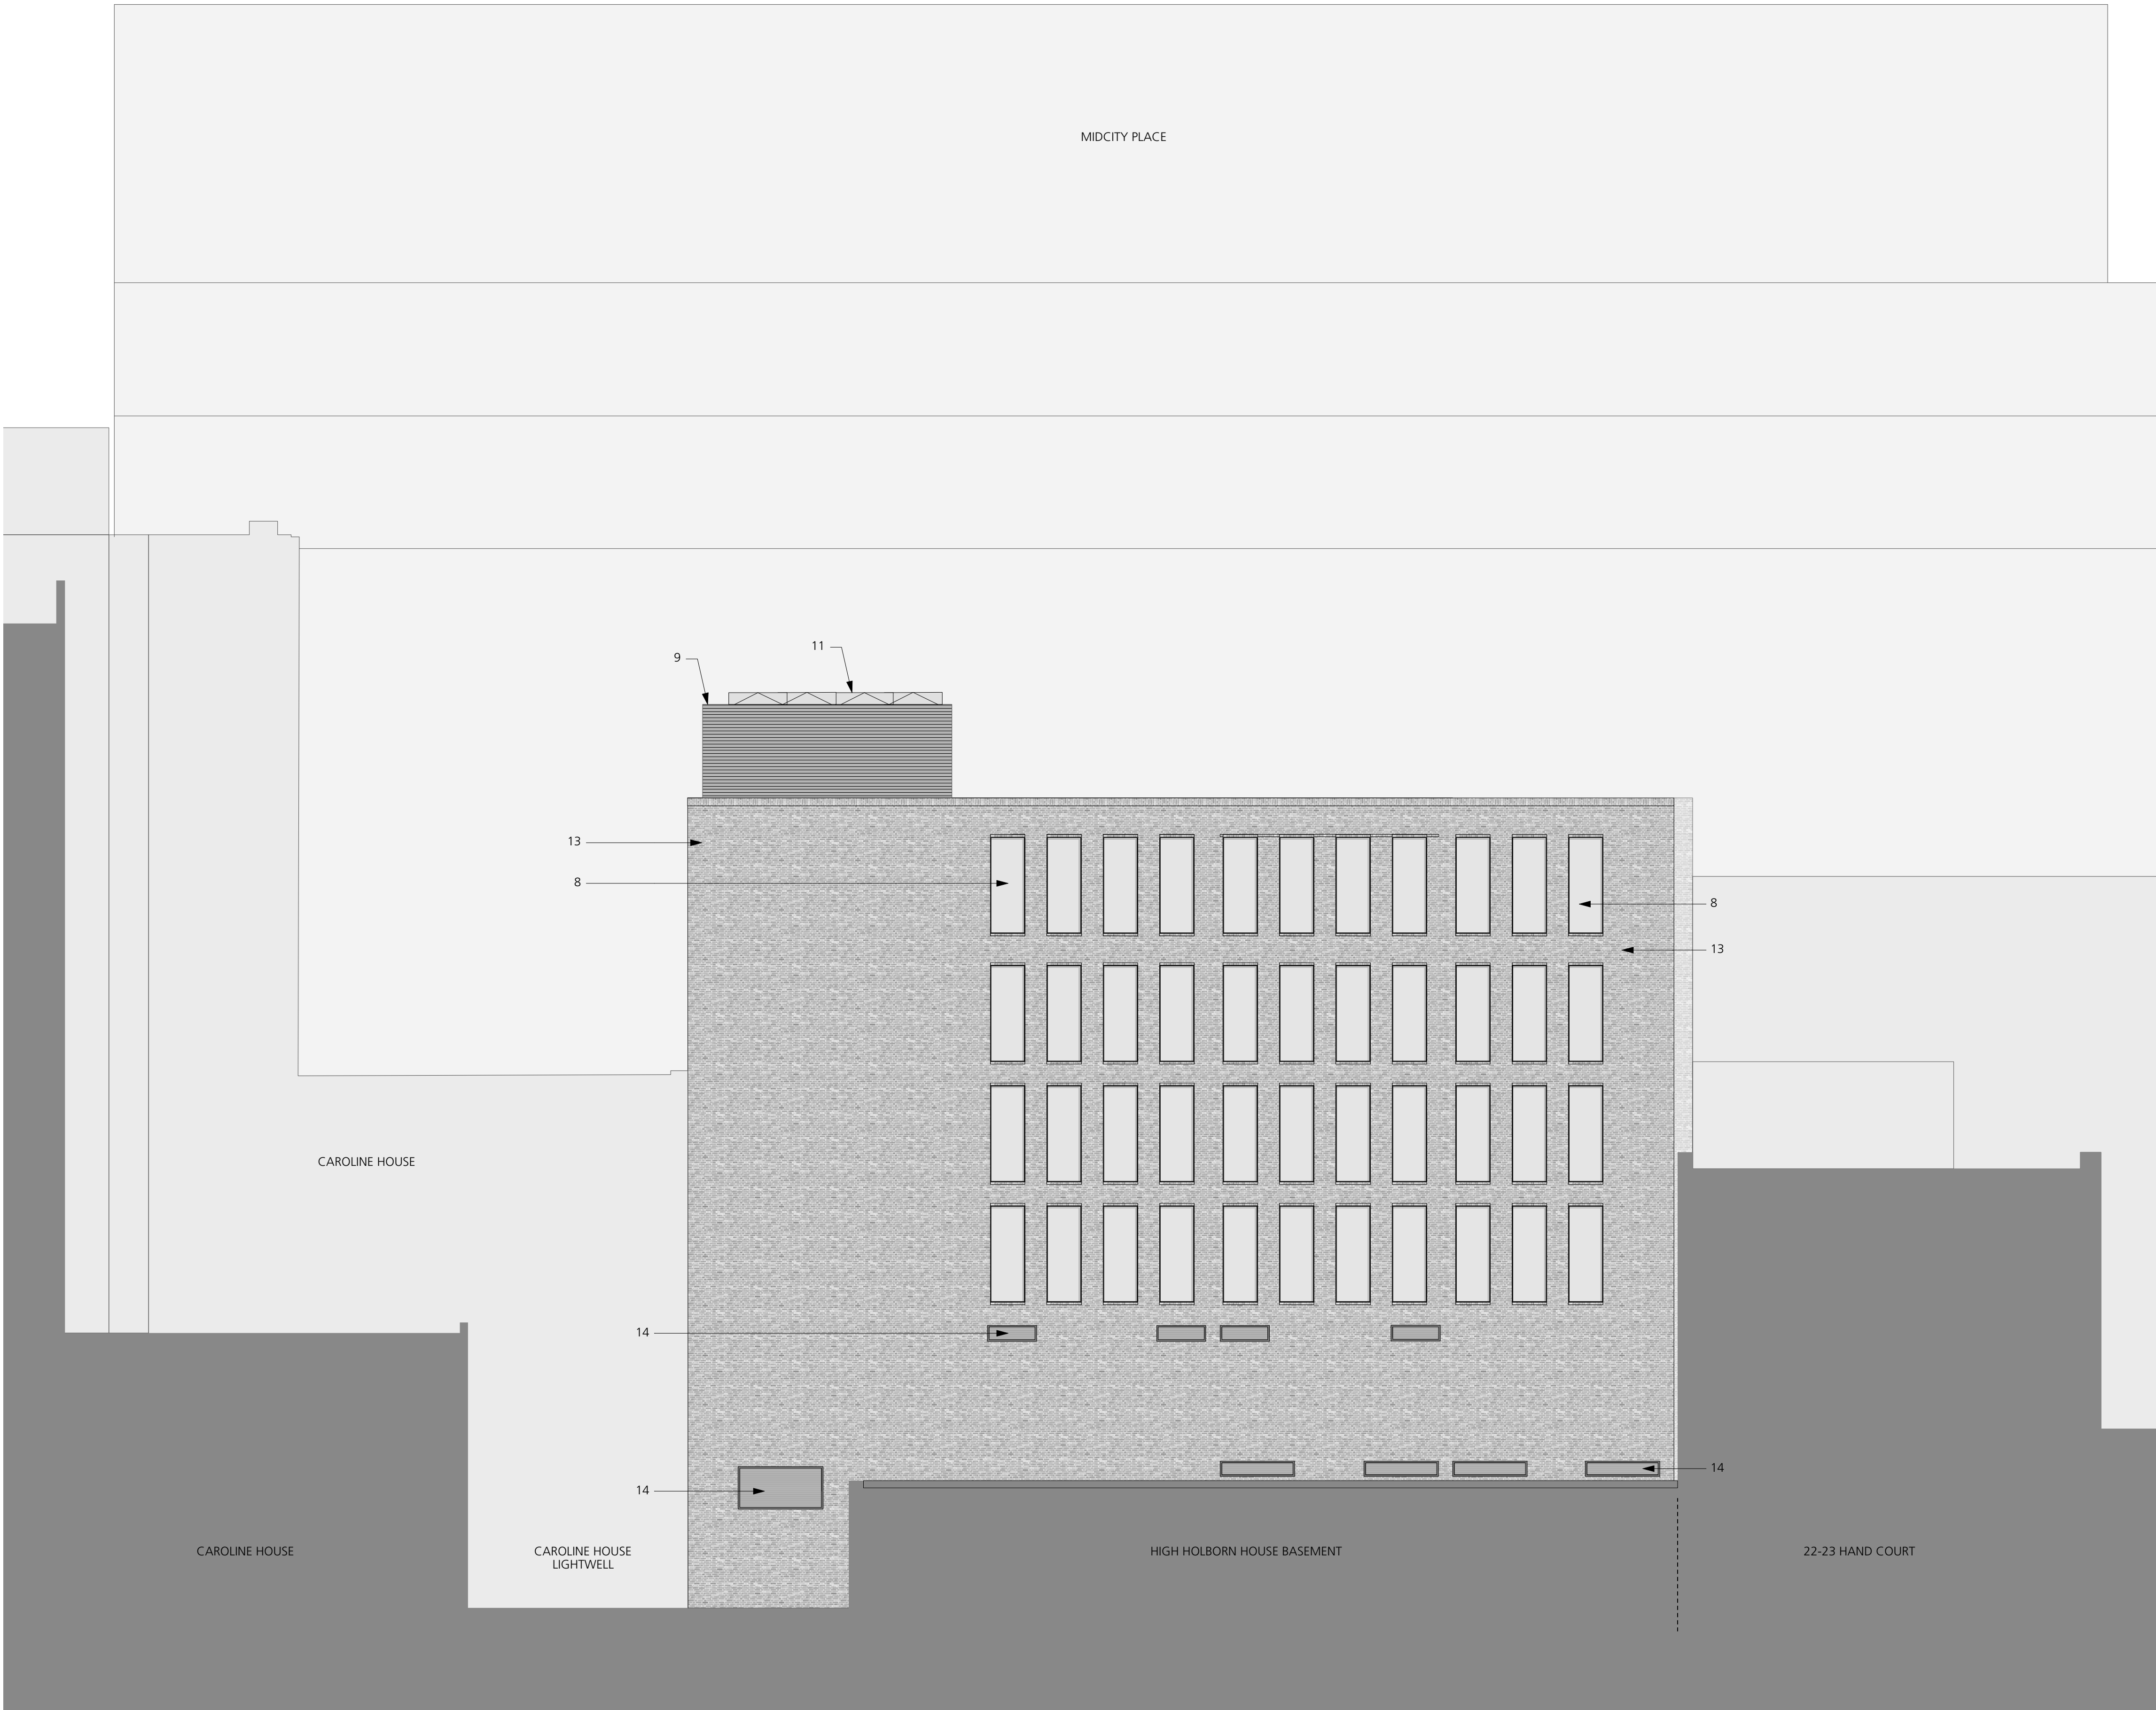 MIDCITY PLACE
11
9
13
8
8
13
CAROLINE HOUSE
14
14
14
CAROLINE HOUSE
CAROLINE HOUSE
LIGHTWELL
HIGH HOLBORN HOUSE BASEMENT
22-23 HAND COURT